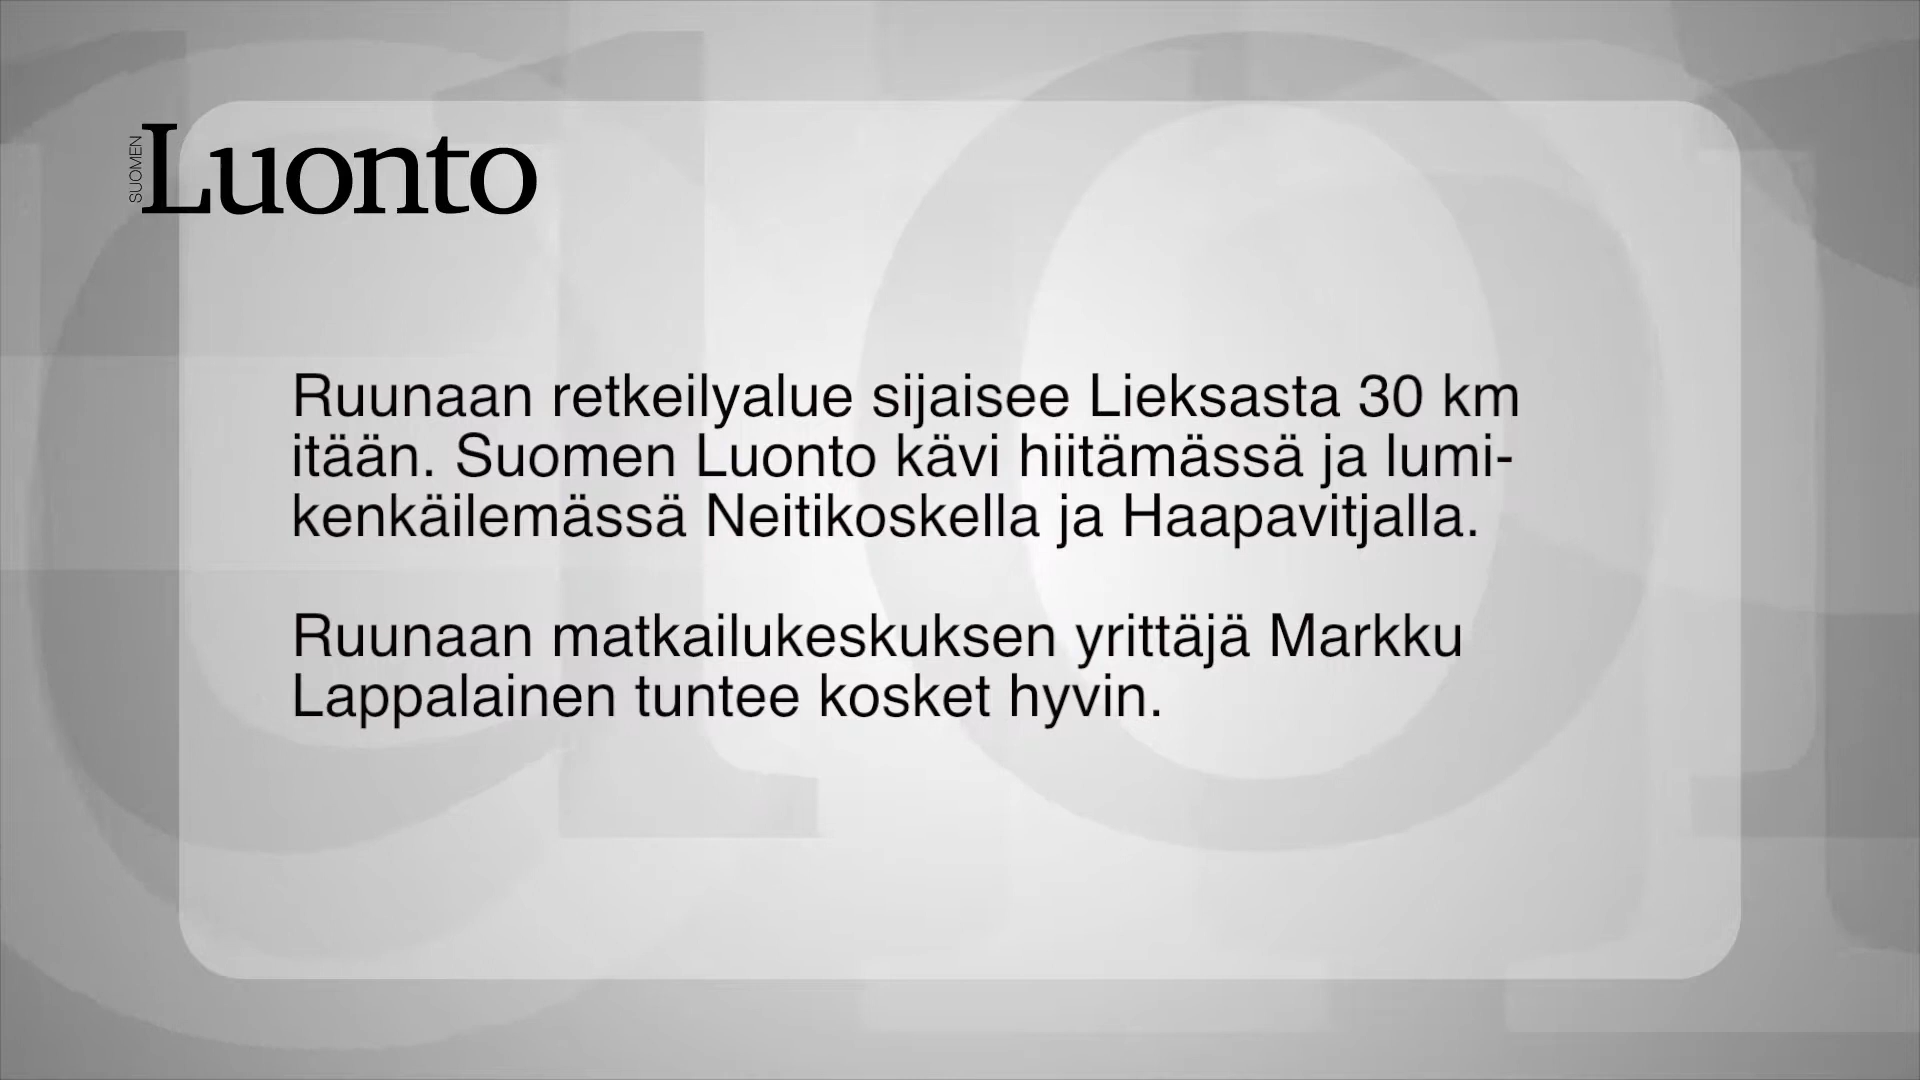 SUOMEN
Luonto
Ruunaan retkeilyalue sijaisee Lieksasta 30 km
itään. Suomen Luonto kävi hiitämässä ja lumi-
kenkäilemässä Neitikoskella ja Haapavitjalla.
Ruunaan matkailukeskuksen yrittäjä Markku
Lappalainen tuntee kosket hyvin.